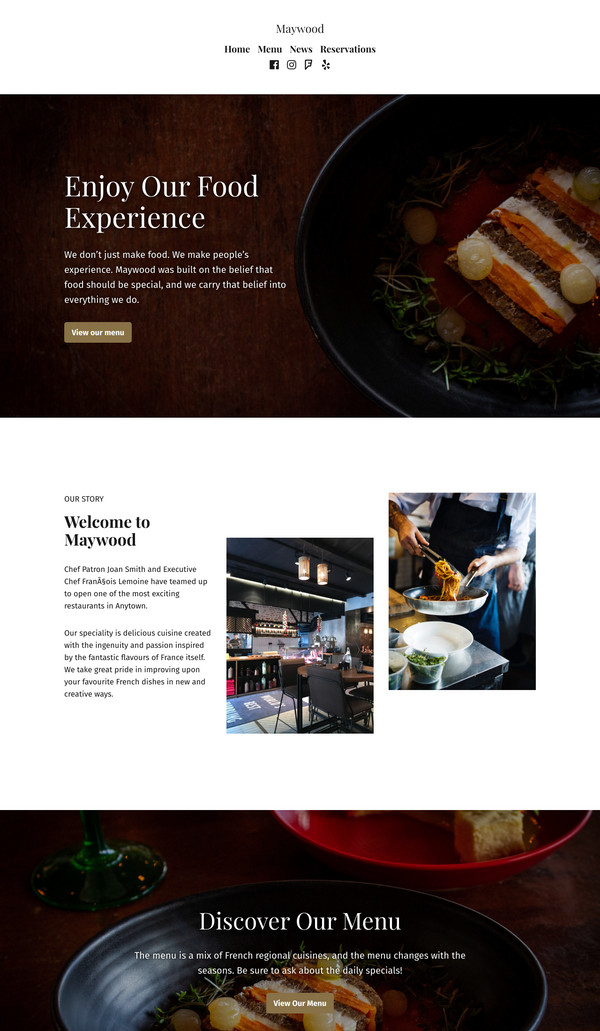 Maywood
Home Menu News Reservations
Enjoy Our Food
Experience
We don't just make food. We make people's
experience. Maywood was built on the belief that
food should be special, and we carry that belief into
everything we do.
View our menu
OUR STORY
Welcome to
Maywood
Chef Patron Joan Smith and Executive
Chef FranÃ§ois Lemoine have teamed up
to open one of the most exciting
restaurants in Anytown.
Our speciality is delicious cuisine created
with the ingenuity and passion inspired
by the fantastic flavours of France itself.
We take great pride in improving upon
your favourite French dishes in new and
creative ways.
Discover Our Menu
The menu is a mix of French regional cuisines, and the menu changes with the
seasons. Be sure to ask about the daily specials!
View Our Menu